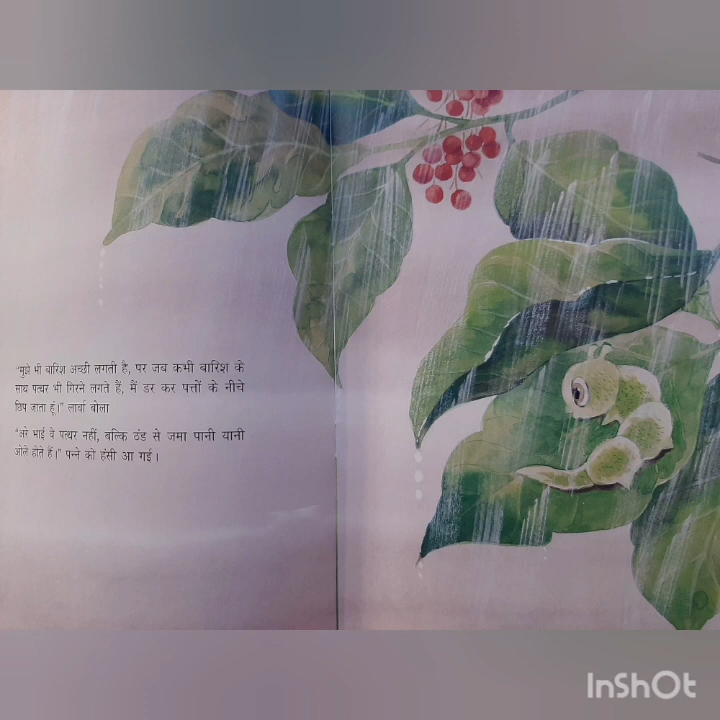 "मुझे भी बारिश अच्छी लगती है, पर जब कभी बारिश के
साथ पत्थर भी गिरने लगते हैं, मैं डर कर पत्तों के नीचे
छिप जाता हूं।" लार्वा बोला
"अरे भाई वे पत्थर नहीं, बल्कि ठंड से जमा पानी यानी
ओले होते हैं।" पन्ने को हंसी आ गई।
InShOt